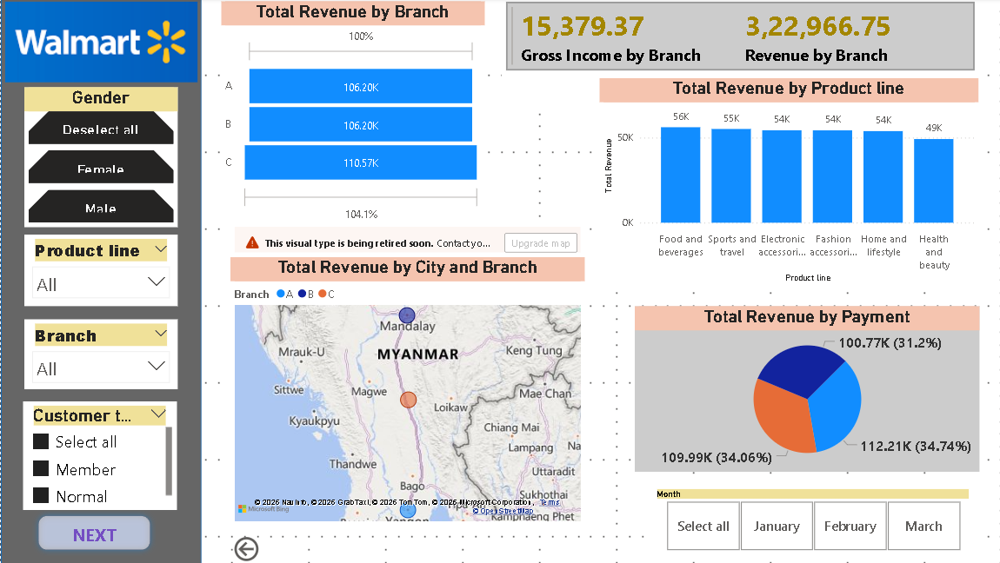 Walmart
Gender
Deselect all
Female
Male
Product line
All
Branch
All
Customer t...
Select all
Member
Normal
NEXT
Total Revenue by Branch
100%
A
106.20K
B
106.20K
C
110.57K
104.1%
This visual type is being retired soon. Contact yo...
Upgrade map
Total Revenue by City and Branch
Branch A B C
Mandalay
MYANMAR
Mrauk-U
Keng Tung
Sittwe
Magwe
Mae Chan
Loikaw
Kyaukpyu
Chiang Mai
Lampang
Na
Thandwe
Uttaradit
Bago
Sukhothai
© 2026 NavInfo, © 2026 GrabTaxi, © 2026 TomTom, © 2026 Microsoft Corporation, Terms
Microsoft Bing
© OpenStreetMap
Yangon
Kamphaeng Phet
15,379.37
Gross Income by Branch
3,22,966.75
Revenue by Branch
Total Revenue by Product line
Total Revenue
50K
0K
56K
55K
54K
54K
54K
49K
Food and beverages
Sports and travel
Electronic accessori...
Fashion accessori...
Home and lifestyle
Health and beauty
Product line
Total Revenue by Payment
100.77K (31.2%)
112.21K (34.74%)
109.99K (34.06%)
Month
Select all
January
February
March